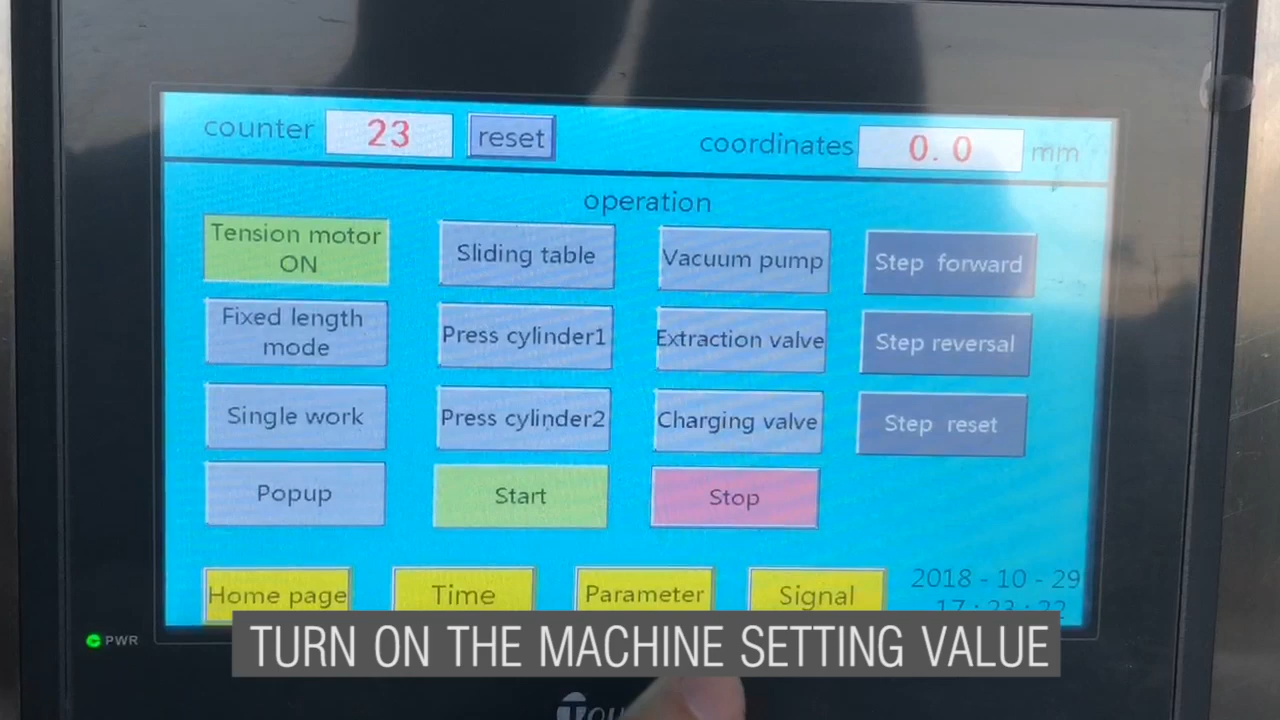 counter 23 reset coordinates 0.0 mm
operation
Tension motor
ON
Sliding table
Vacuum pump
Step forward
Fixed length
mode
Press cylinder1
Extraction valve
Step reversal
Single work
Press cylinder2
Charging valve
Step reset
Popup
Start
Stop
Home page
Time
Parameter
Signal
2018-10-29
PWR
TURN ON THE MACHINE SETTING VALUE